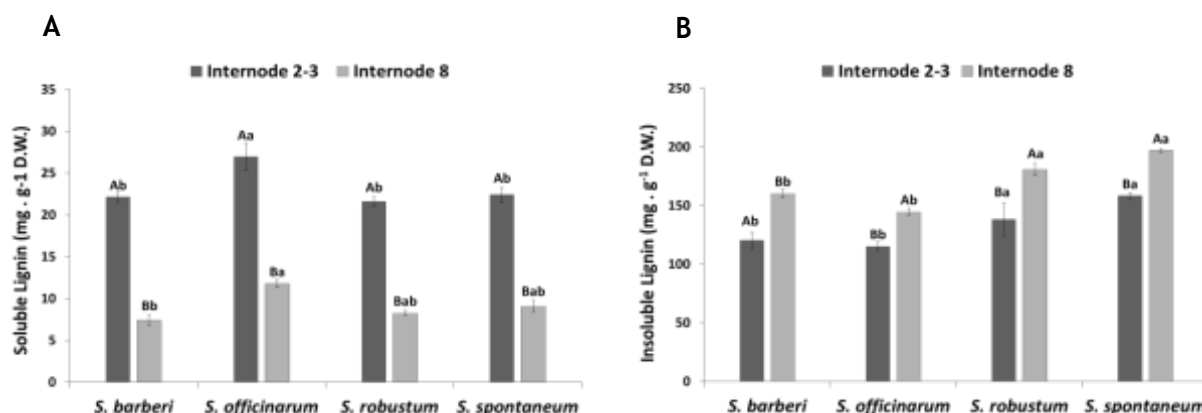 A
Internode 2-3 Internode 8
Soluble Lignin (mg . g-1 D.W.)
35
30
25
20
15
10
5
0
Ab
Bb
Aa
Ba
Ab
Bab
Ab
Bab
S. barberi S. officinarum S. robustum S. spontaneum
B
Internode 2-3 Internode 8
Insoluble Lignin (mg . g-1 D.W.)
250
200
150
100
50
0
Ab
Bb
Bb
Ab
Ba
Aa
Ba
Aa
S. barberi S. officinarum S. robustum S. spontaneum